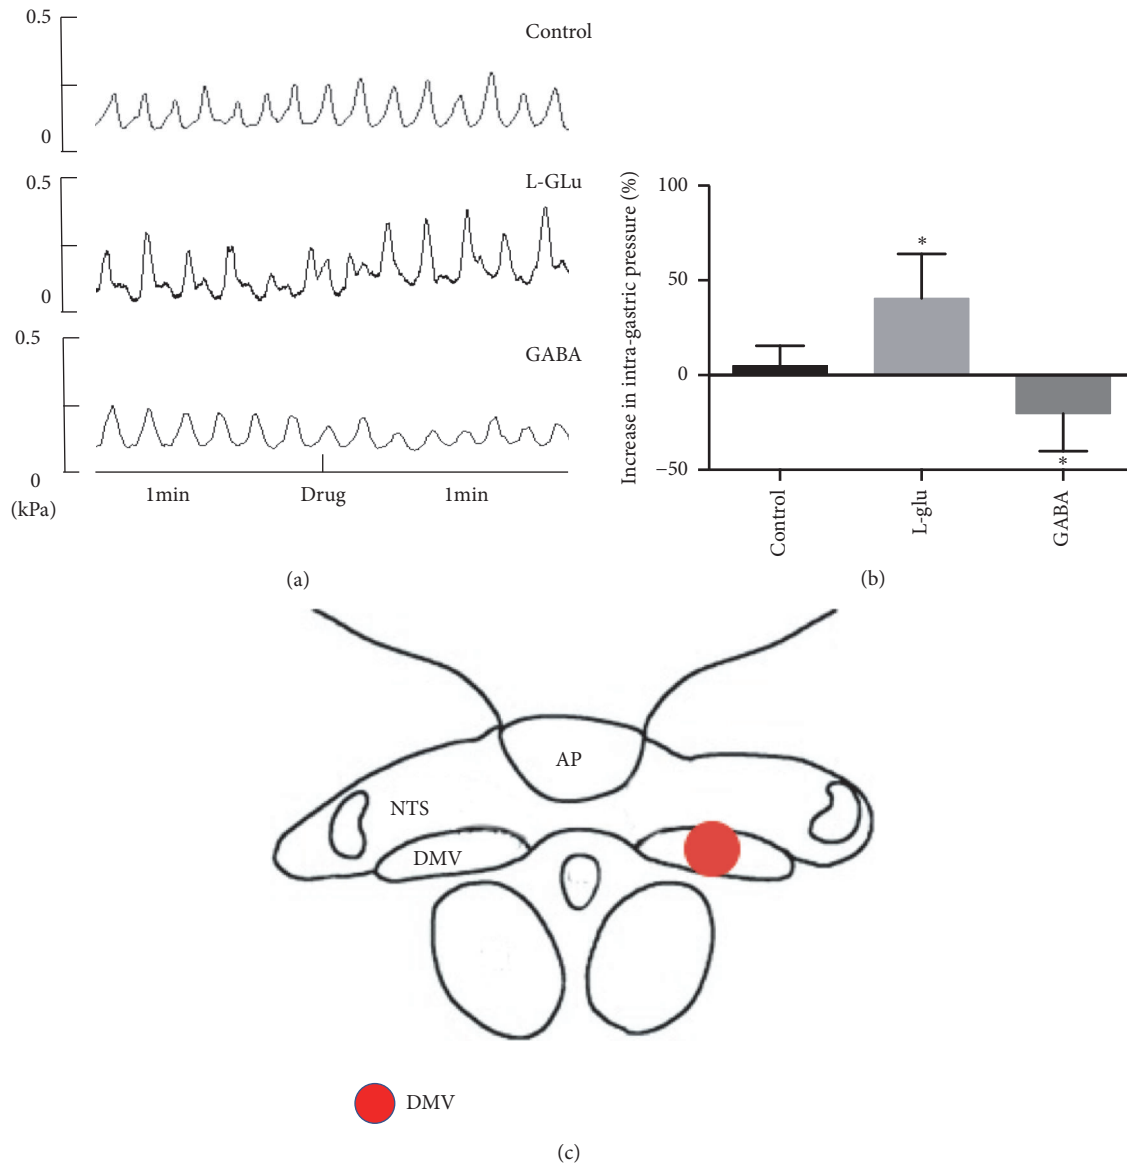 0.5
Control
0
0.5
L-GLu
0
0.5
GABA
0
(kPa)
1min
Drug
1min
(a)
Increase in intra-gastric pressure (%)
100
50
0
−50
*
*
Control
L-glu
GABA
(b)
AP
NTS
DMV
DMV
(c)